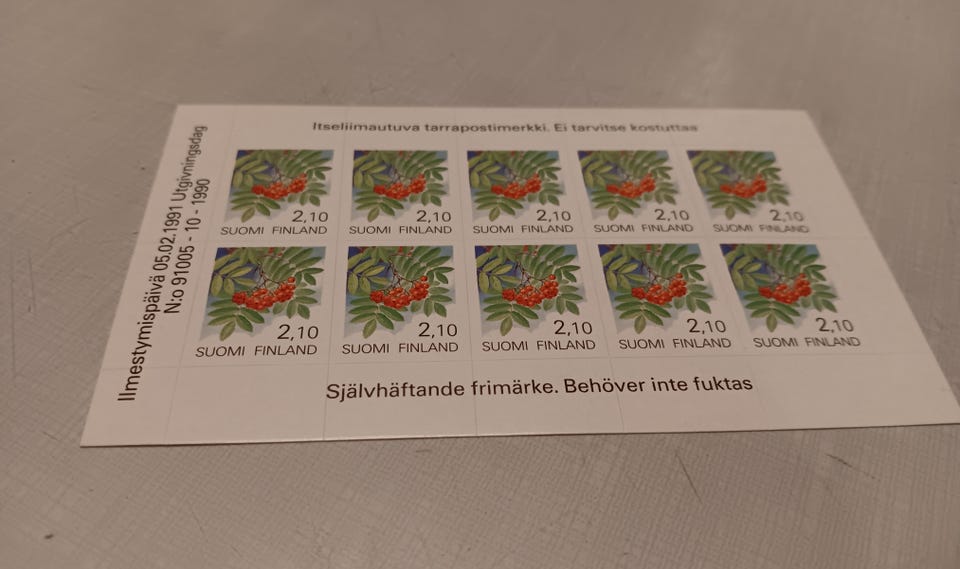 Itseliimautuva tarrapostimerkki. Ei tarvitse kostuttaa
Ilmestymispäivä 05.02.1991 Utgivningsdag
N:o 91005 - 10 - 1990
2,10
SUOMI FINLAND
2,10
SUOMI FINLAND
2,10
SUOMI FINLAND
2,10
SUOMI FINLAND
2,10
SUOMI FINLAND
2,10
SUOMI FINLAND
2,10
SUOMI FINLAND
2,10
SUOMI FINLAND
2,10
SUOMI FINLAND
2,10
SUOMI FINLAND
Självhäftande frimärke. Behöver inte fuktas